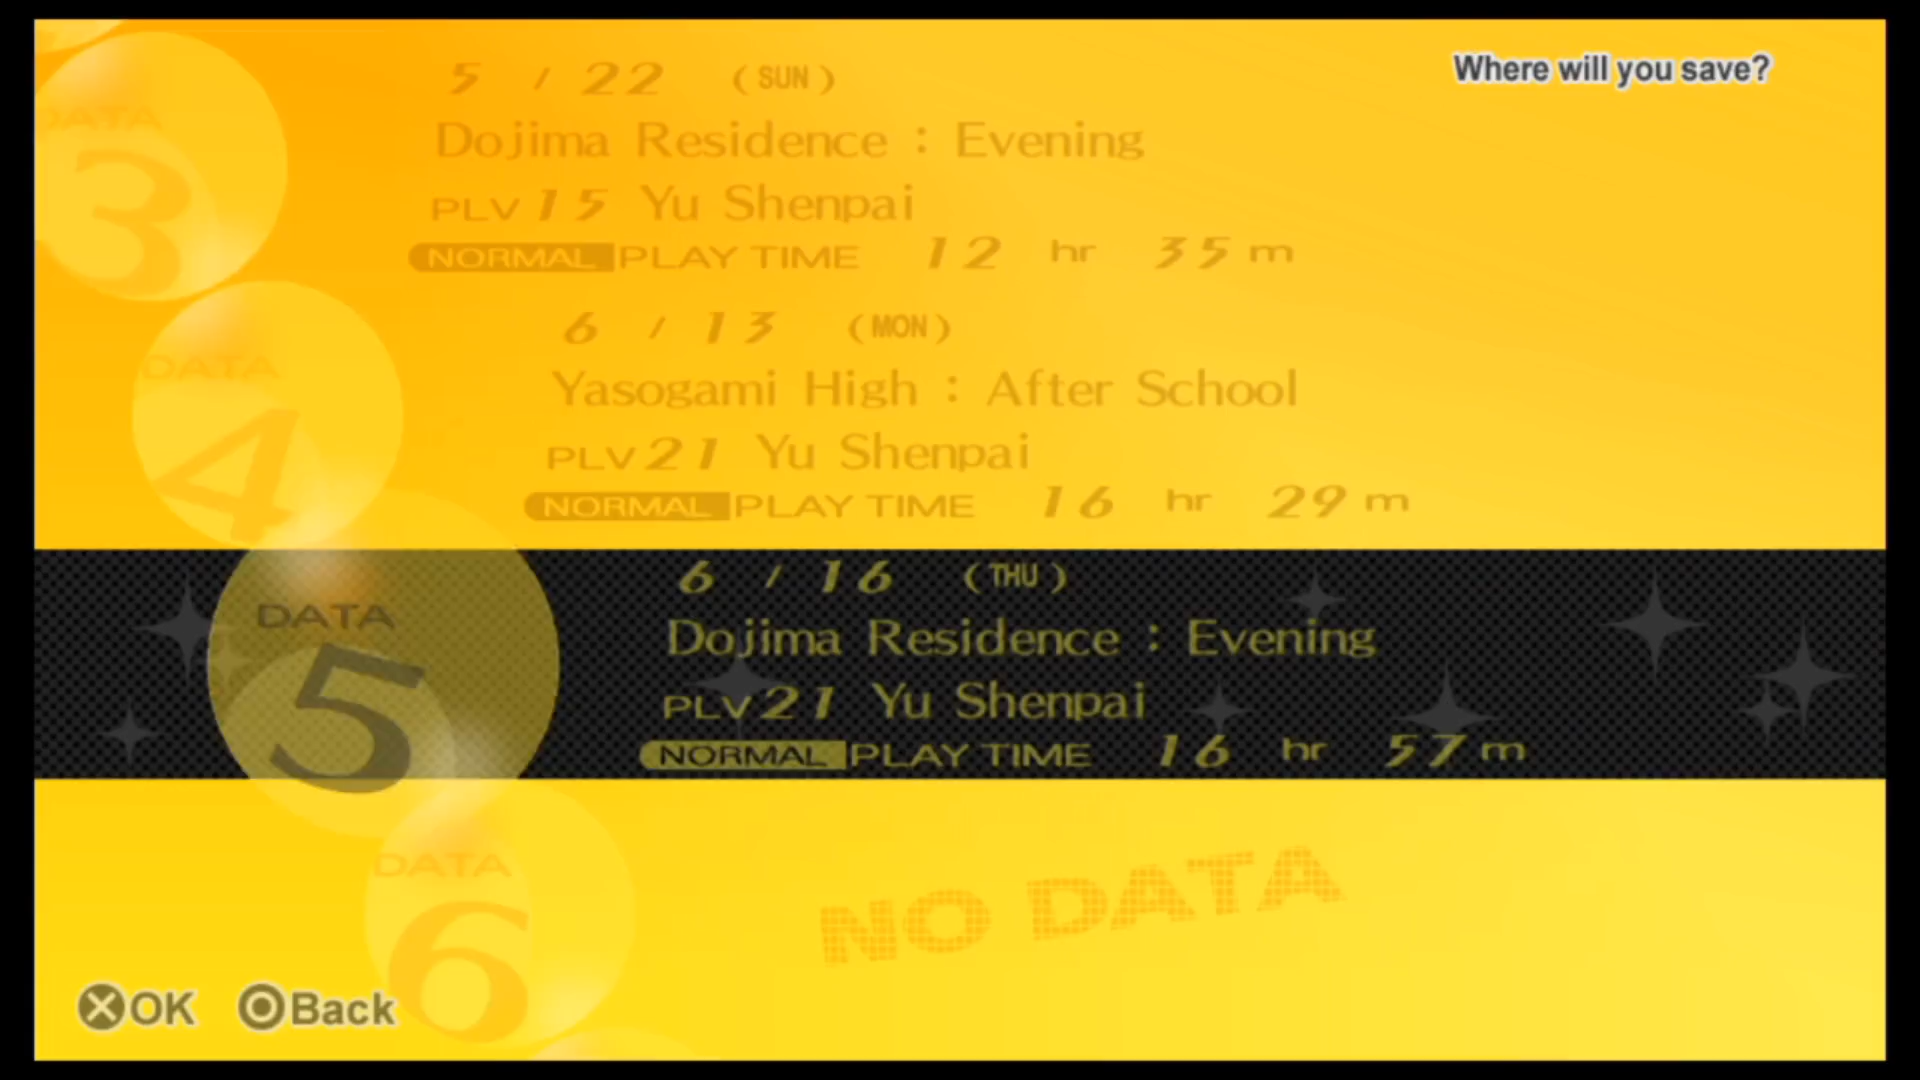 Where will you save?
DATA
3
5 / 22 (SUN)
Dojima Residence : Evening
PLV 15 Yu Shenpai
NORMAL PLAY TIME 12 hr 35 m
DATA
4
6 / 13 (MON)
Yasogami High : After School
PLV 21 Yu Shenpai
NORMAL PLAY TIME 16 hr 29 m
DATA
5
6 / 16 (THU)
Dojima Residence : Evening
PLV 21 Yu Shenpai
NORMAL PLAY TIME 16 hr 57 m
DATA
6
NO DATA
OK Back